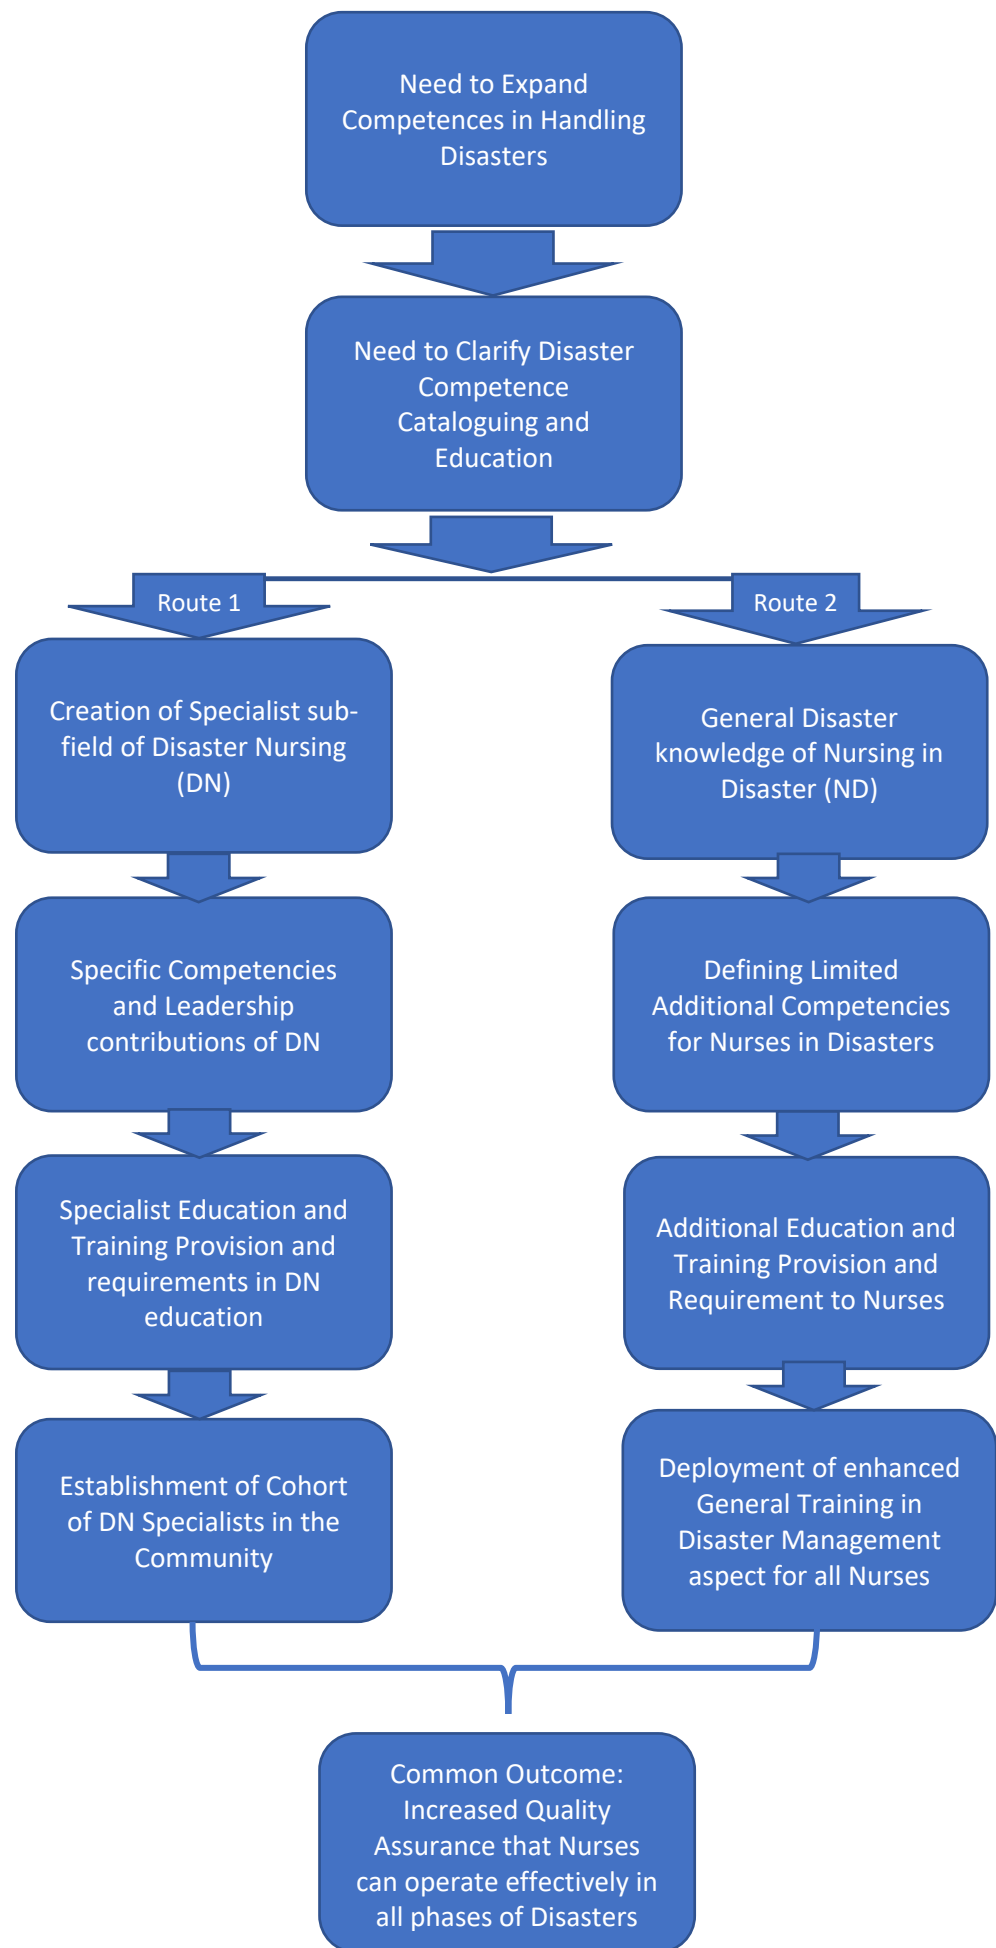 Need to Expand
Competences in Handling
Disasters
Need to Clarify Disaster
Competence
Cataloguing and
Education
Route 1
Route 2
Creation of Specialist sub-
field of Disaster Nursing
(DN)
General Disaster
knowledge of Nursing in
Disaster (ND)
Specific Competencies
and Leadership
contributions of DN
Defining Limited
Additional Competencies
for Nurses in Disasters
Specialist Education and
Training Provision and
requirements in DN
education
Additional Education and
Training Provision and
Requirement to Nurses
Establishment of Cohort
of DN Specialists in the
Community
Deployment of enhanced
General Training in
Disaster Management
aspect for all Nurses
Common Outcome:
Increased Quality
Assurance that Nurses
can operate effectively in
all phases of Disasters